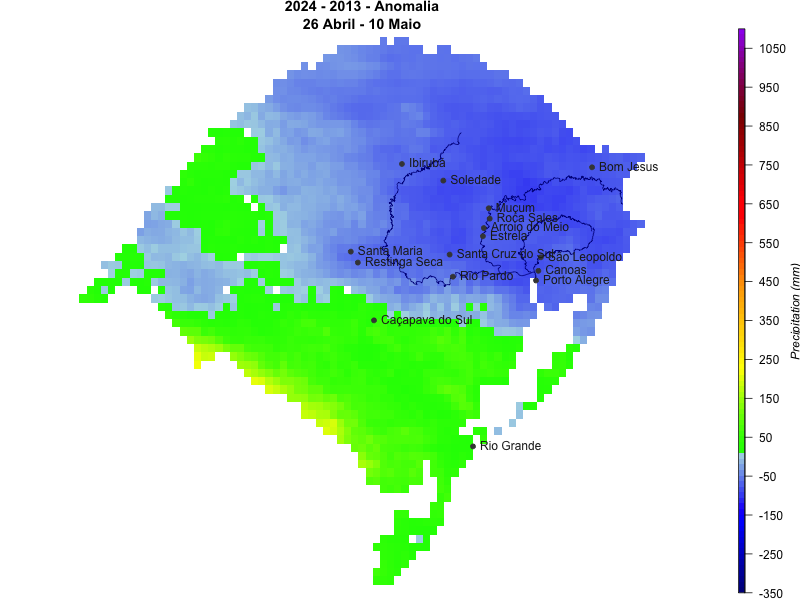 2024 - 2013 - Anomalia
26 Abril - 10 Maio
Ibirubá
Soledade
Bom Jesus
Mucum
Roca Sales
Arroio do Meio
Estrela
Santa Maria
Restinga Seca
Santa Cruz do Sul
São Leopoldo
Canoas
Rio Pardo
Porto Alegre
Caçapava do Sul
Rio Grande
1050
950
850
750
650
550
450
350
250
150
50
-50
-150
-250
-350
Precipitation (mm)